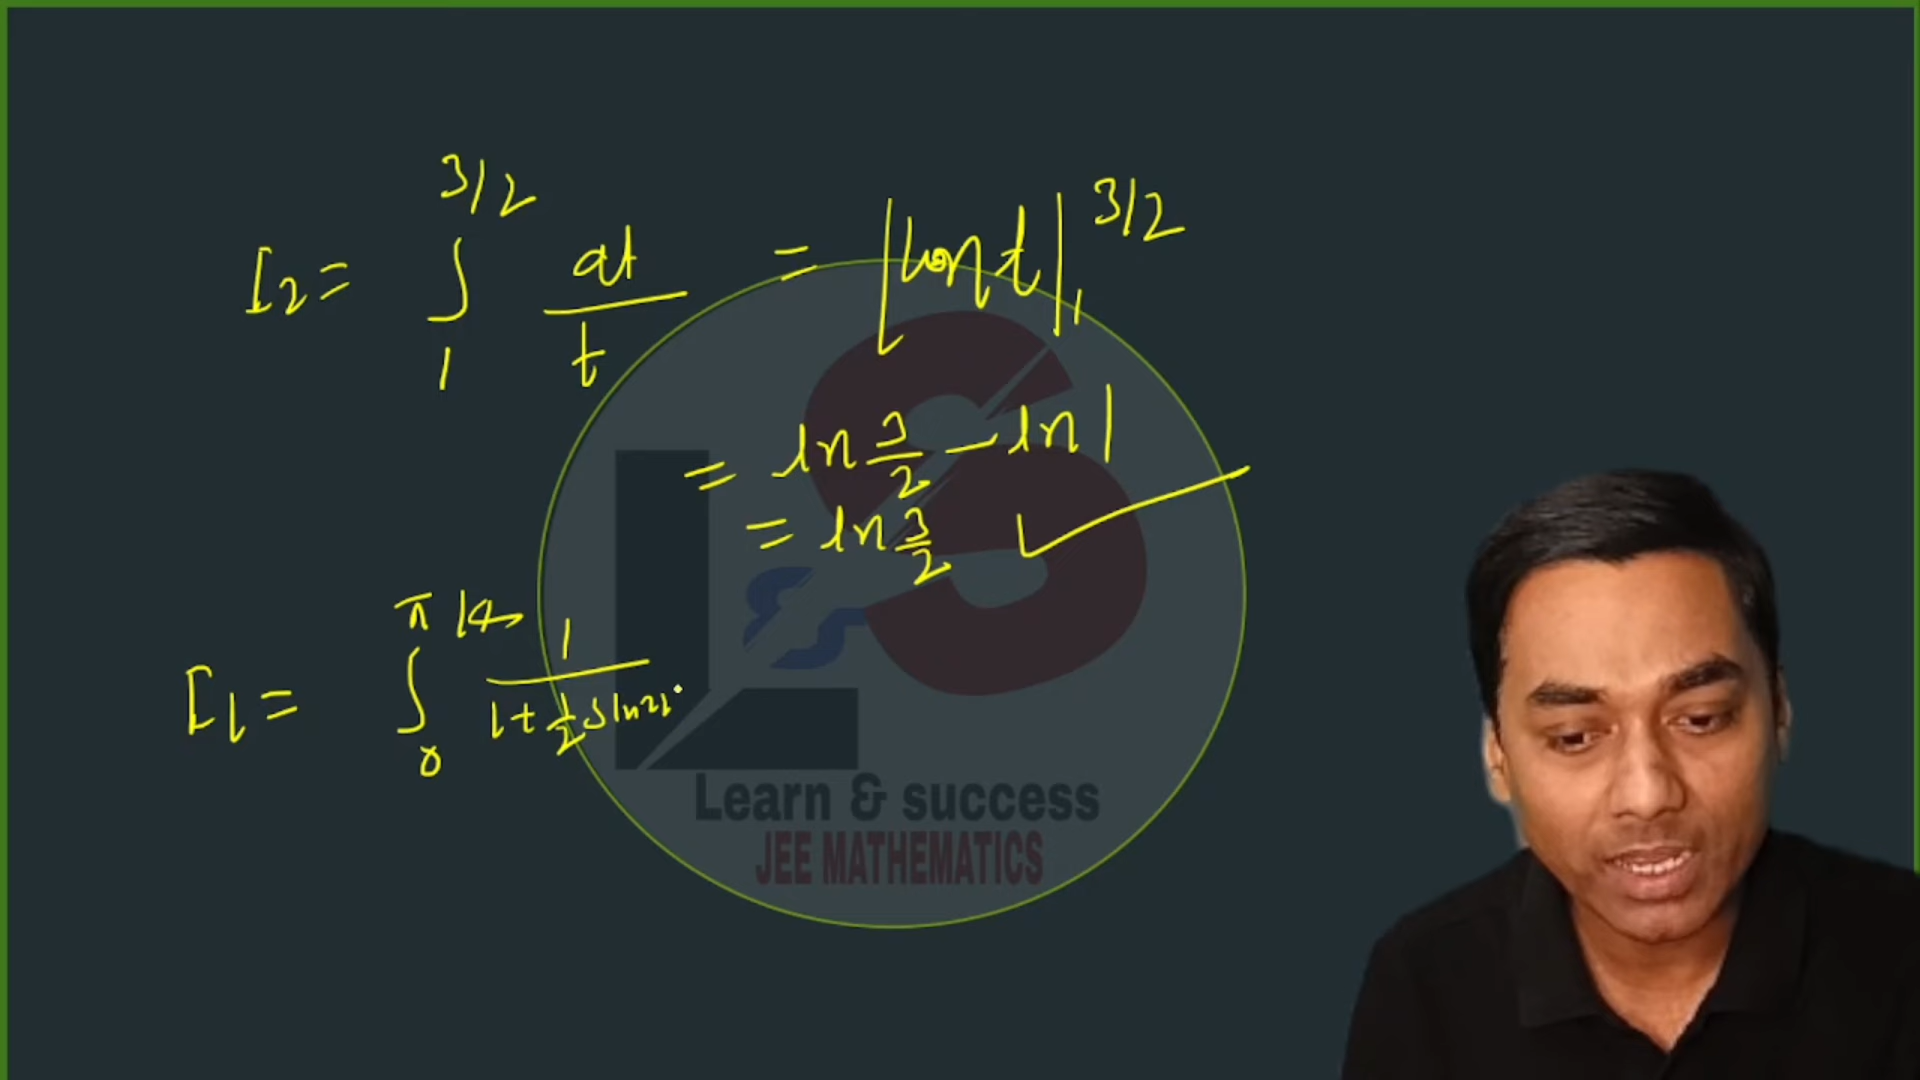 I₂ = ∫₁^{3/2} dt/t = |ln t|₁^{3/2}
= ln 3/2 - ln 1
= ln 3/2
I₁ = ∫₀^{π/4} 1/(1+ 1/2 sin2
Learn & success
JEE MATHEMATICS